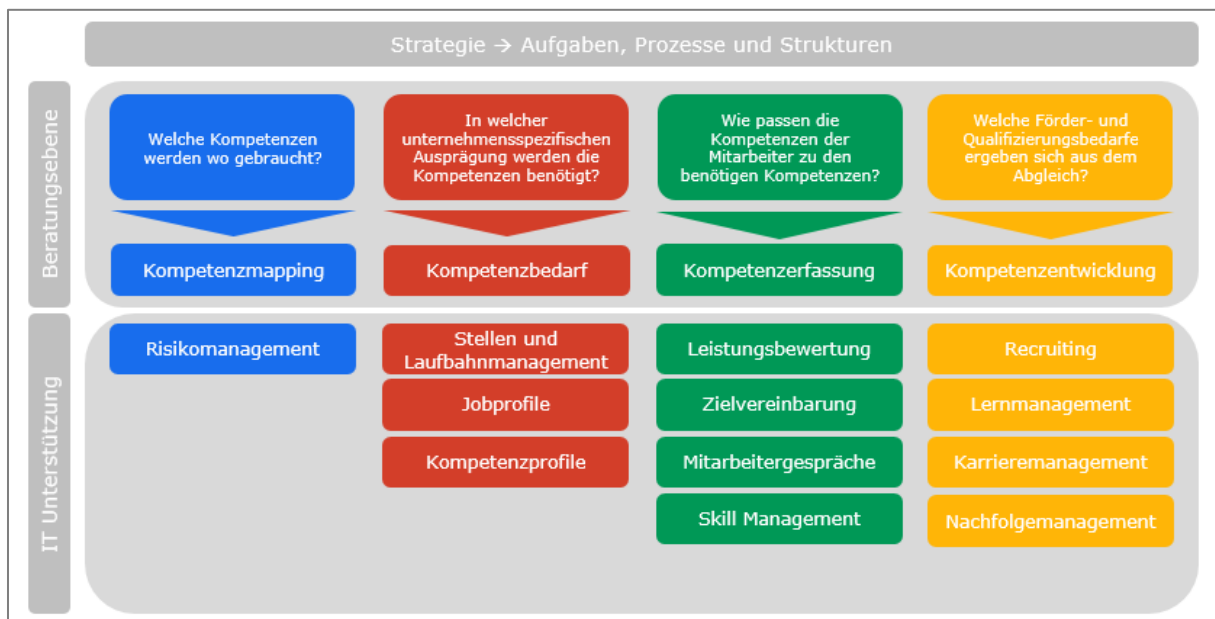 Strategie → Aufgaben, Prozesse und Strukturen
Beratungsebene
Welche Kompetenzen
werden wo gebraucht?
In welcher
unternehmensspezifischen
Ausprägung werden die
Kompetenzen benötigt?
Wie passen die
Kompetenzen der
Mitarbeiter zu den
benötigen Kompetenzen?
Welche Förder- und
Qualifizierungsbedarfe
ergeben sich aus dem
Abgleich?
Kompetenzmapping
Kompetenzbedarf
Kompetenzerfassung
Kompetenzentwicklung
IT Unterstützung
Risikomanagement
Stellen und
Laufbahnmanagement
Leistungsbewertung
Recruiting
Jobprofile
Zielvereinbarung
Lernmanagement
Kompetenzprofile
Mitarbeitergespräche
Karrieremanagement
Skill Management
Nachfolgemanagement